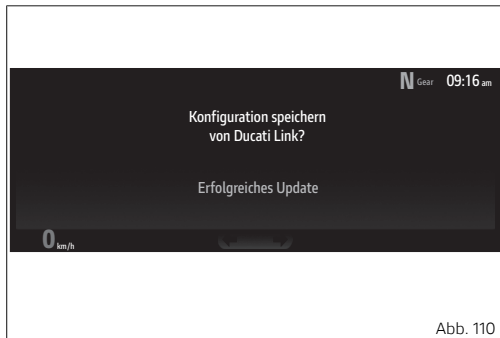 N Gear 09:16 am
Konfiguration speichern
von Ducati Link?
Erfolgreiches Update
0 km/h
Abb. 110